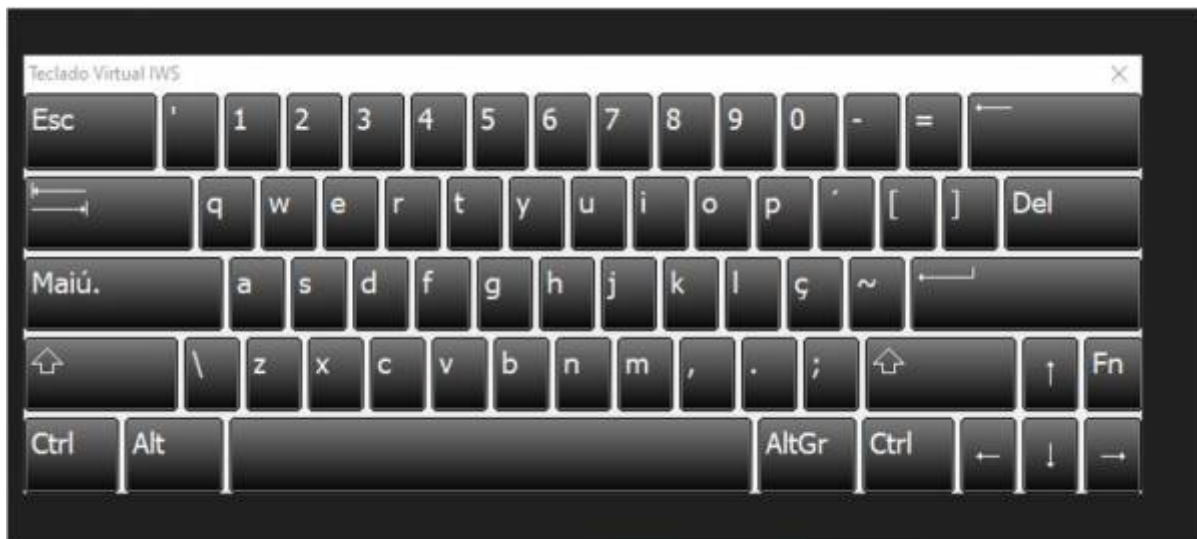 Teclado Virtual IWS
Esc ' 1 2 3 4 5 6 7 8 9 0 - =
q w e r t y u i o p ´ [ ] Del
Maiú. a s d f g h j k l ç ~
\ z x c v b n m , . ; Fn
Ctrl Alt AltGr Ctrl